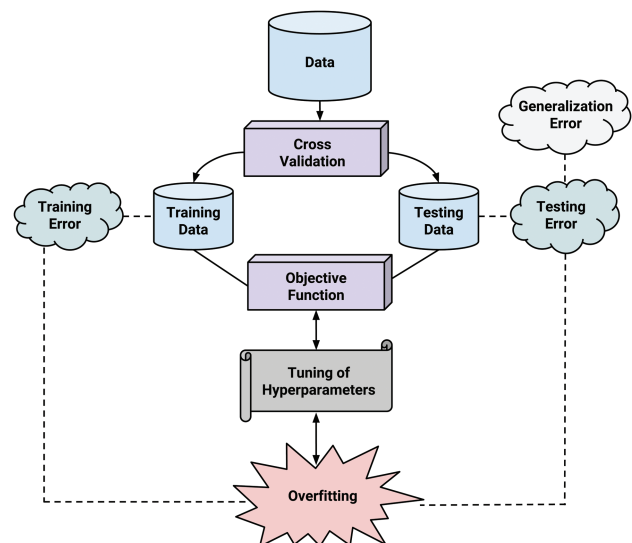 Data
Generalization
Error
Cross
Validation
Training
Error
Training
Data
Testing
Data
Testing
Error
Objective
Function
Tuning of
Hyperparameters
Overfitting